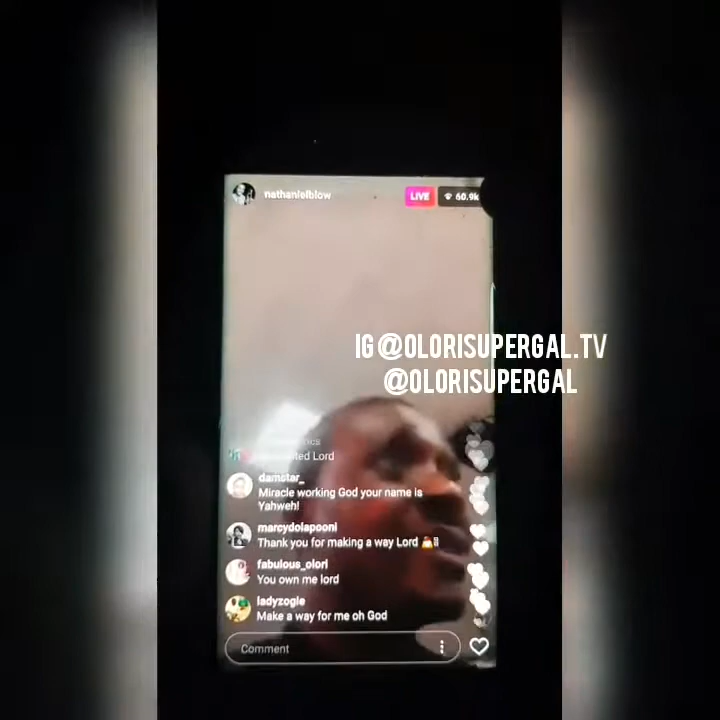 nathanielblow
LIVE
60.9k
IG @OLORISUPERGAL.TV
@OLORISUPERGAL
Lord
damstar_
Miracle working God your name is
Yahweh!
marcydolapooni
Thank you for making a way Lord
fabulous_olori
You own me lord
ladyzogie
Make a way for me oh God
Comment